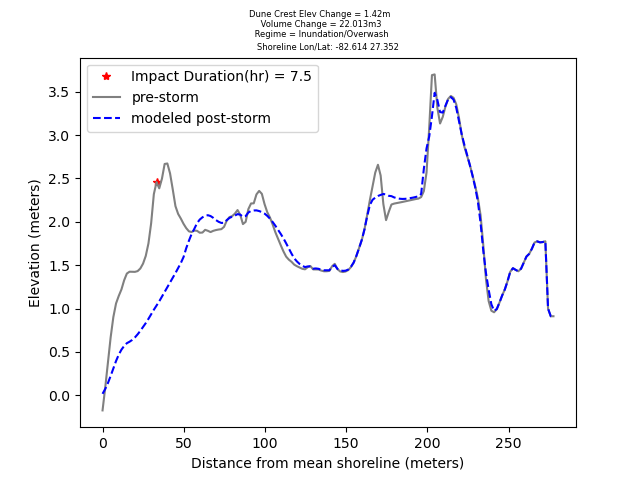 Dune Crest Elev Change = 1.42m
Volume Change = 22.013m3
Regime = Inundation/Overwash
Shoreline Lon/Lat: -82.614 27.352
Impact Duration(hr) = 7.5
pre-storm
modeled post-storm
Elevation (meters)
3.5
3.0
2.5
2.0
1.5
1.0
0.5
0.0
0 50 100 150 200 250
Distance from mean shoreline (meters)